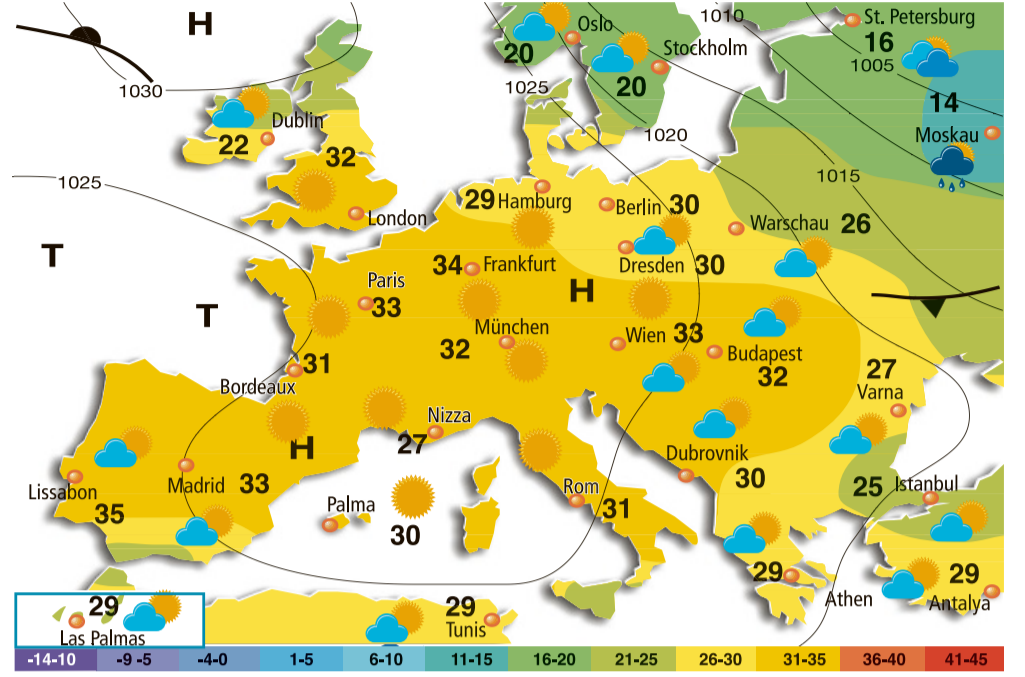 H
1010
Oslo
St. Petersburg
20
16
Stockholm
1005
1030
1025
20
14
Dublin
22
1020
Moskau
32
1025
1015
London
29 Hamburg
Berlin 30
Warschau 26
T
34 Frankfurt
Dresden 30
Paris
33
H
T
München
32
Wien 33
Budapest
32
31
Bordeaux
27
Varna
Nizza
27
H
Dubrovnik
30
Lissabon
35
Madrid 33
25 Istanbul
Palma
30
Rom
31
29
Athen
29
Antalya
29
Las Palmas
29
Tunis
-14-10 -9 -5 -4-0 1-5 6-10 11-15 16-20 21-25 26-30 31-35 36-40 41-45